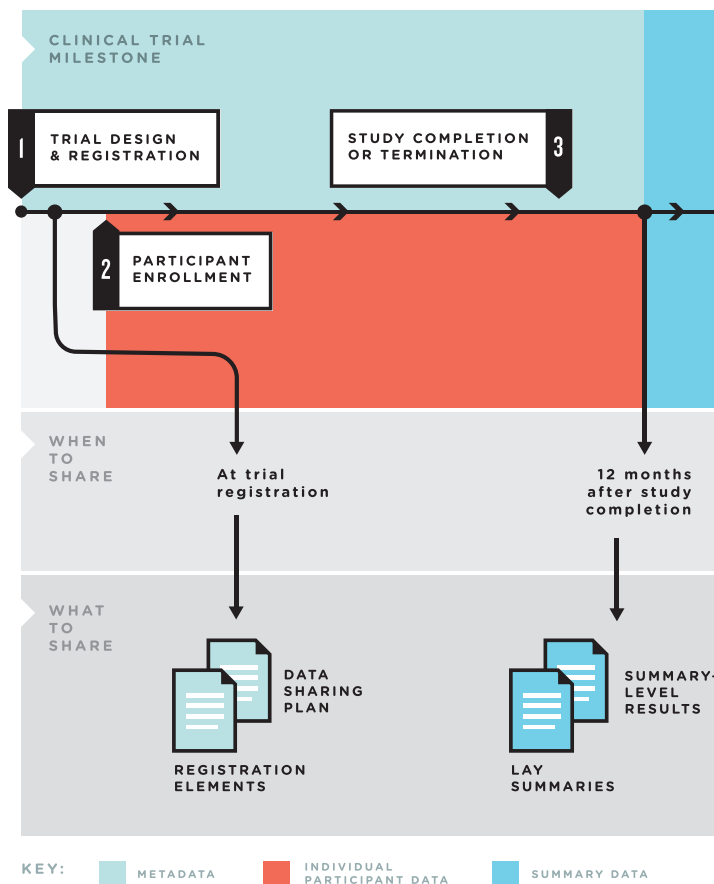 CLINICAL TRIAL
MILESTONE
1
TRIAL DESIGN
& REGISTRATION
STUDY COMPLETION
OR TERMINATION
3
2
PARTICIPANT
ENROLLMENT
WHEN
TO
SHARE
At trial
registration
12 months
after study
completion
WHAT
TO
SHARE
DATA
SHARING
PLAN
REGISTRATION
ELEMENTS
SUMMARY-
LEVEL
RESULTS
LAY
SUMMARIES
KEY:
METADATA
INDIVIDUAL
PARTICIPANT DATA
SUMMARY DATA